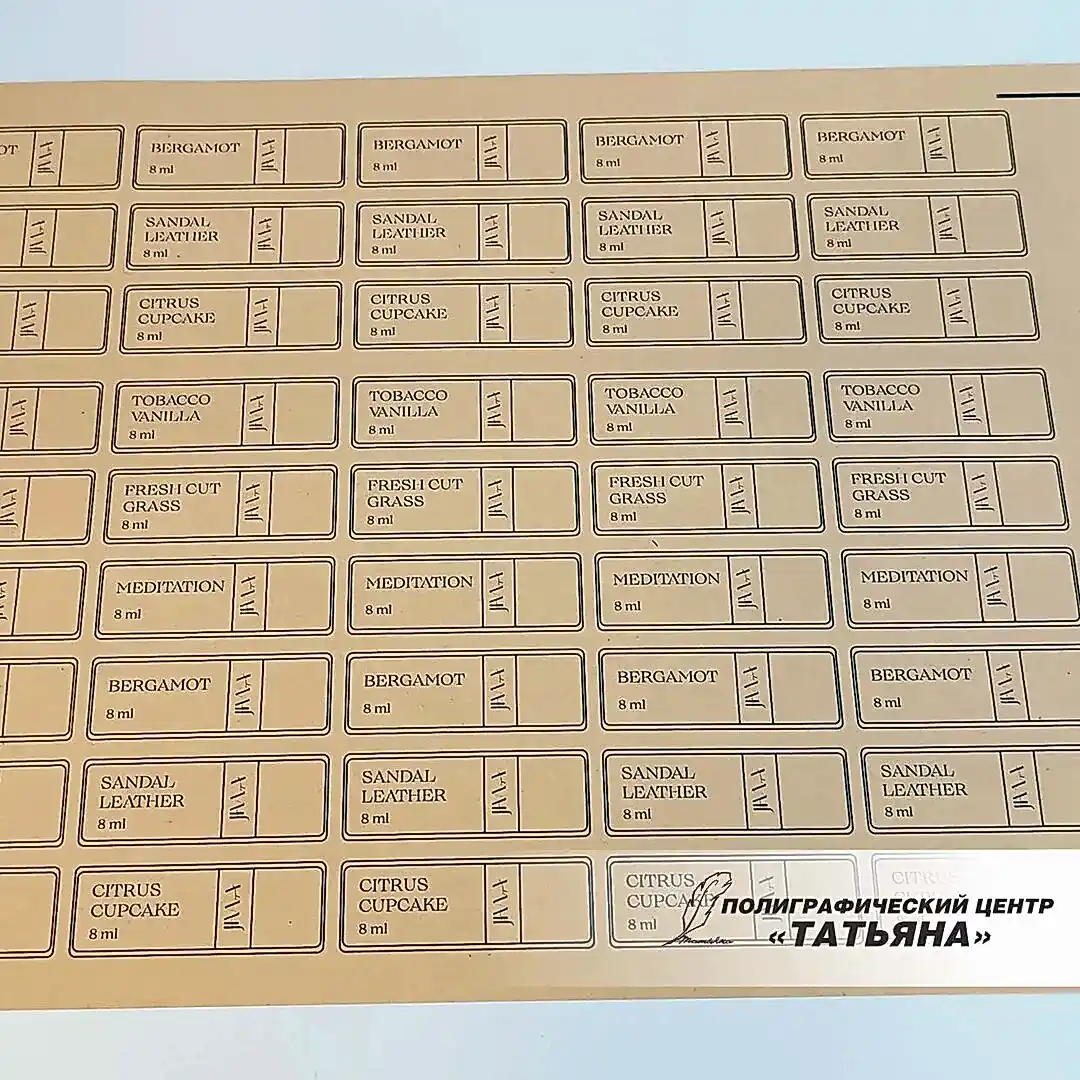 OT
BERGAMOT
8 ml
BERGAMOT
8 ml
BERGAMOT
8 ml
BERGAMOT
8 ml
SANDAL
LEATHER
8 ml
SANDAL
LEATHER
8 ml
SANDAL
LEATHER
8 ml
SANDAL
LEATHER
8 ml
CITRUS
CUPCAKE
8 ml
CITRUS
CUPCAKE
8 ml
CITRUS
CUPCAKE
8 ml
CITRUS
CUPCAKE
8 ml
TOBACCO
VANILLA
8 ml
TOBACCO
VANILLA
8 ml
TOBACCO
VANILLA
8 ml
TOBACCO
VANILLA
8 ml
FRESH CUT
GRASS
8 ml
FRESH CUT
GRASS
8 ml
FRESH CUT
GRASS
8 ml
FRESH CUT
GRASS
8 ml
MEDITATION
8 ml
MEDITATION
8 ml
MEDITATION
8 ml
MEDITATION
8 ml
BERGAMOT
8 ml
BERGAMOT
8 ml
BERGAMOT
8 ml
BERGAMOT
8 ml
SANDAL
LEATHER
8 ml
SANDAL
LEATHER
8 ml
SANDAL
LEATHER
8 ml
SANDAL
LEATHER
8 ml
CITRUS
CUPCAKE
8 ml
CITRUS
CUPCAKE
8 ml
CITRUS
CUPCAKE
8 ml
CITRUS
ПОЛИГРАФИЧЕСКИЙ ЦЕНТР
«ТАТЬЯНА»